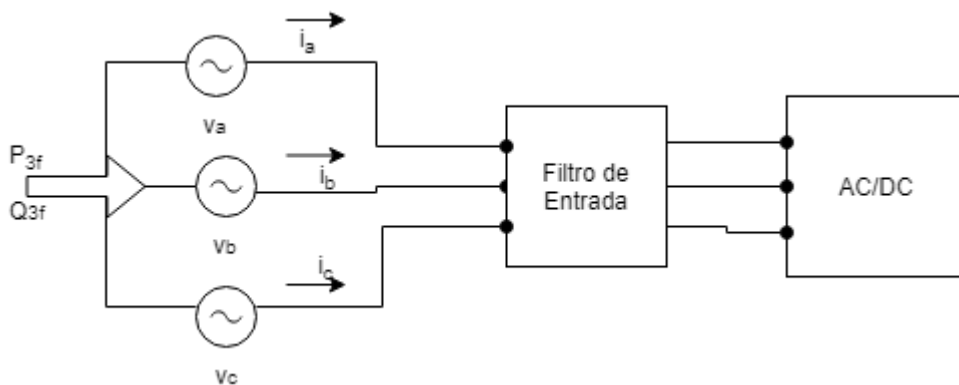 ia
va
P3f
Q3f
ib
vb
ic
vc
Filtro de
Entrada
AC/DC